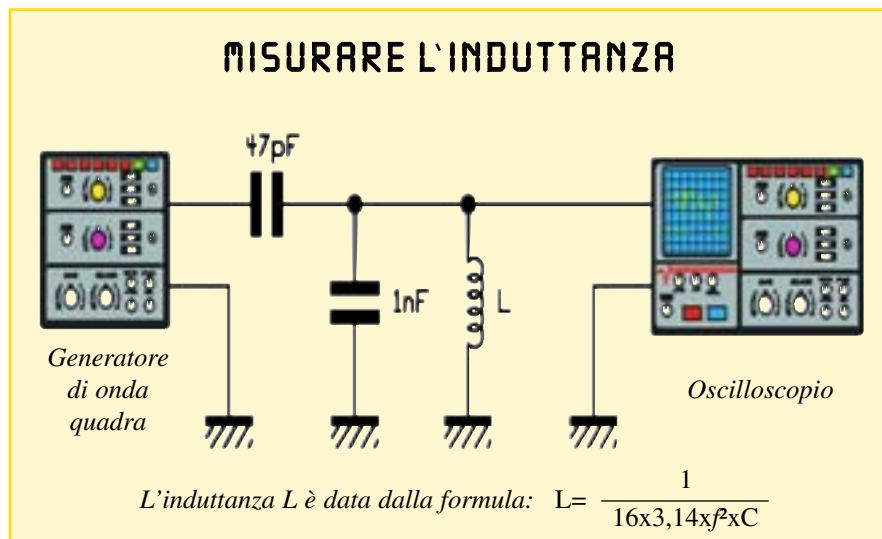 MISURARE L'INDUTTANZA
47pF
1nF
L
Generatore
di onda
quadra
Oscilloscopio
L'induttanza L è data dalla formula: L= 1
16x3,14xf²xC